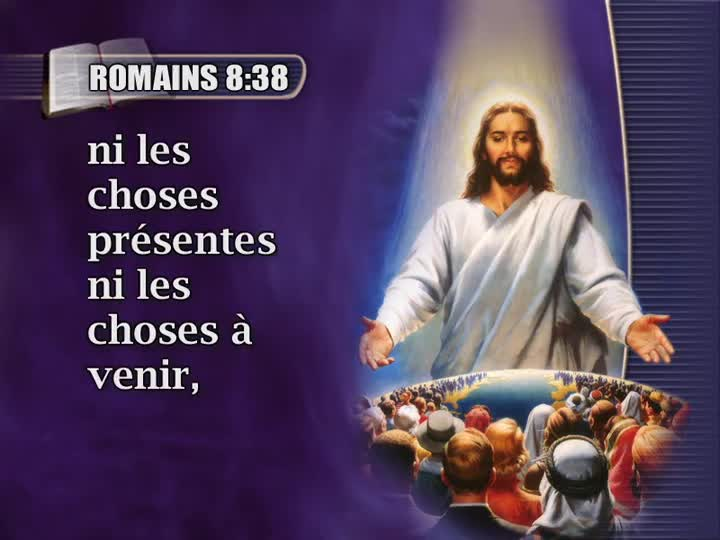 ROMAINS 8:38
ni les
choses
présentes
ni les
choses à
venir,